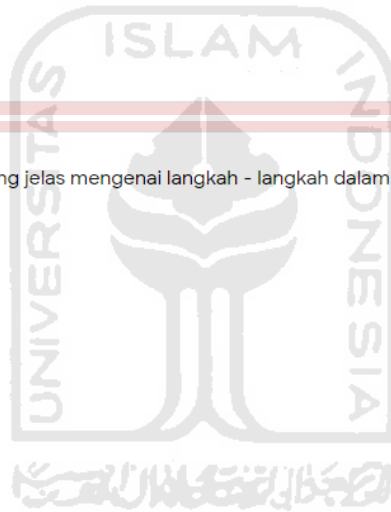 ISLAM
UNIVERSITAS
INDONESIA
ng jelas mengenai langkah - langkah dalam